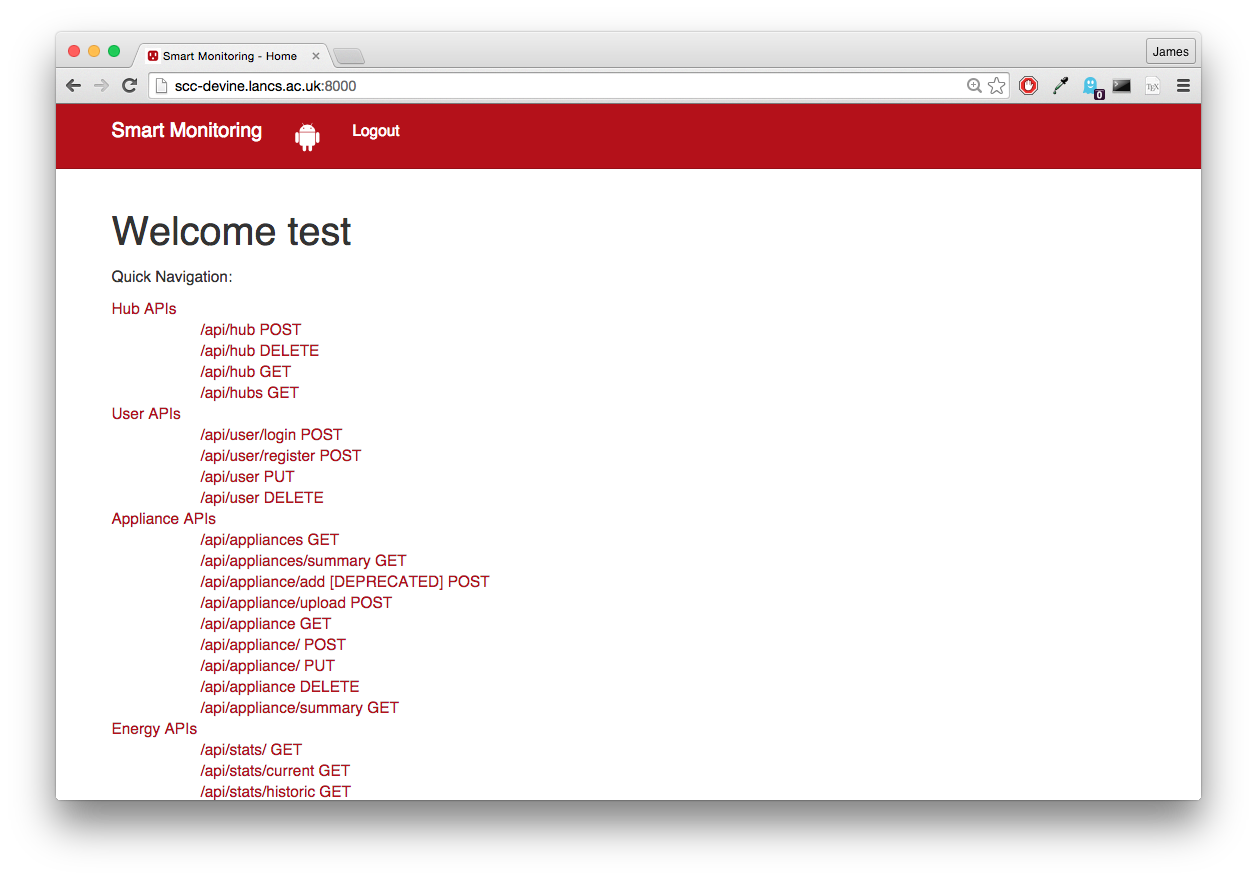 Smart Monitoring - Home
James
scc-devine.lancs.ac.uk:8000
0
TEX
Smart Monitoring
Logout
Welcome test
Quick Navigation:
Hub APIs
/api/hub POST
/api/hub DELETE
/api/hub GET
/api/hubs GET
User APIs
/api/user/login POST
/api/user/register POST
/api/user PUT
/api/user DELETE
Appliance APIs
/api/appliances GET
/api/appliances/summary GET
/api/appliance/add [DEPRECATED] POST
/api/appliance/upload POST
/api/appliance GET
/api/appliance/ POST
/api/appliance/ PUT
/api/appliance DELETE
/api/appliance/summary GET
Energy APIs
/api/stats/ GET
/api/stats/current GET
/api/stats/historic GET